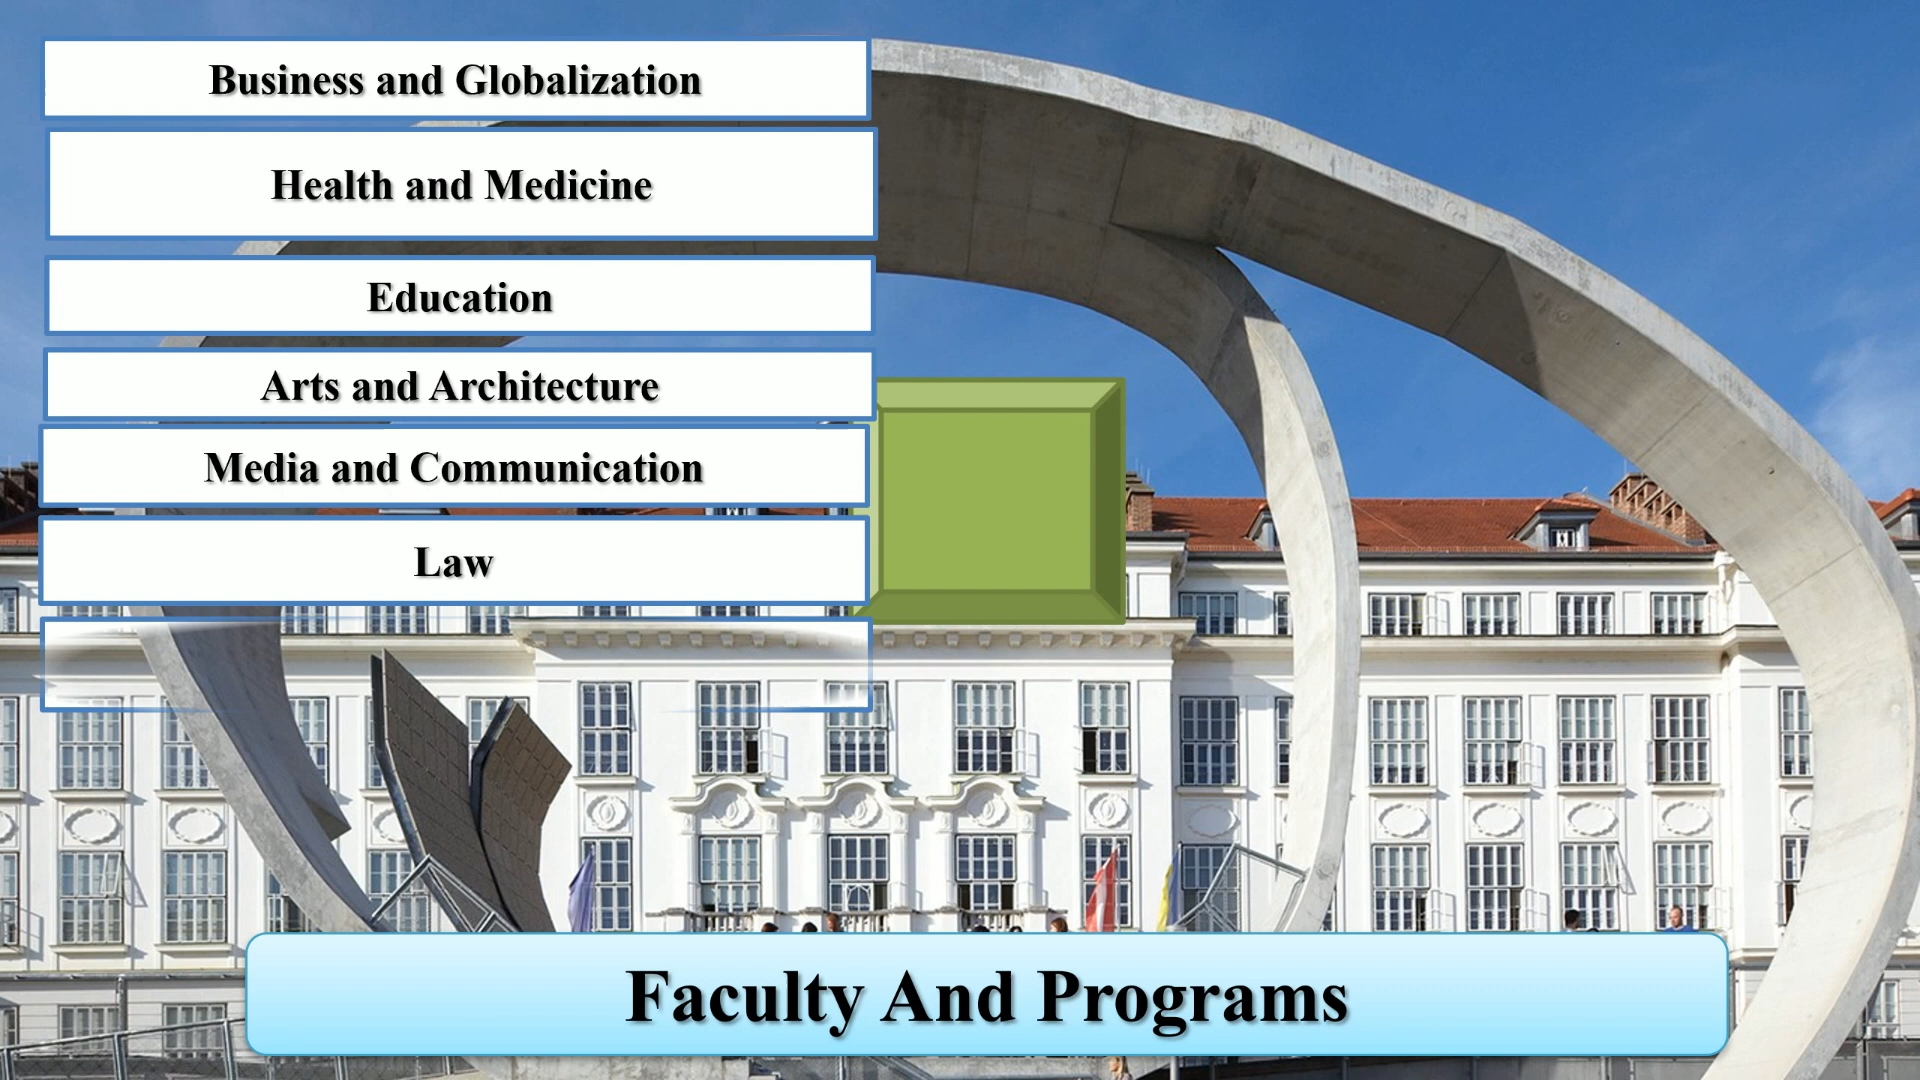 Business and Globalization
Health and Medicine
Education
Arts and Architecture
Media and Communication
Law
Faculty And Programs